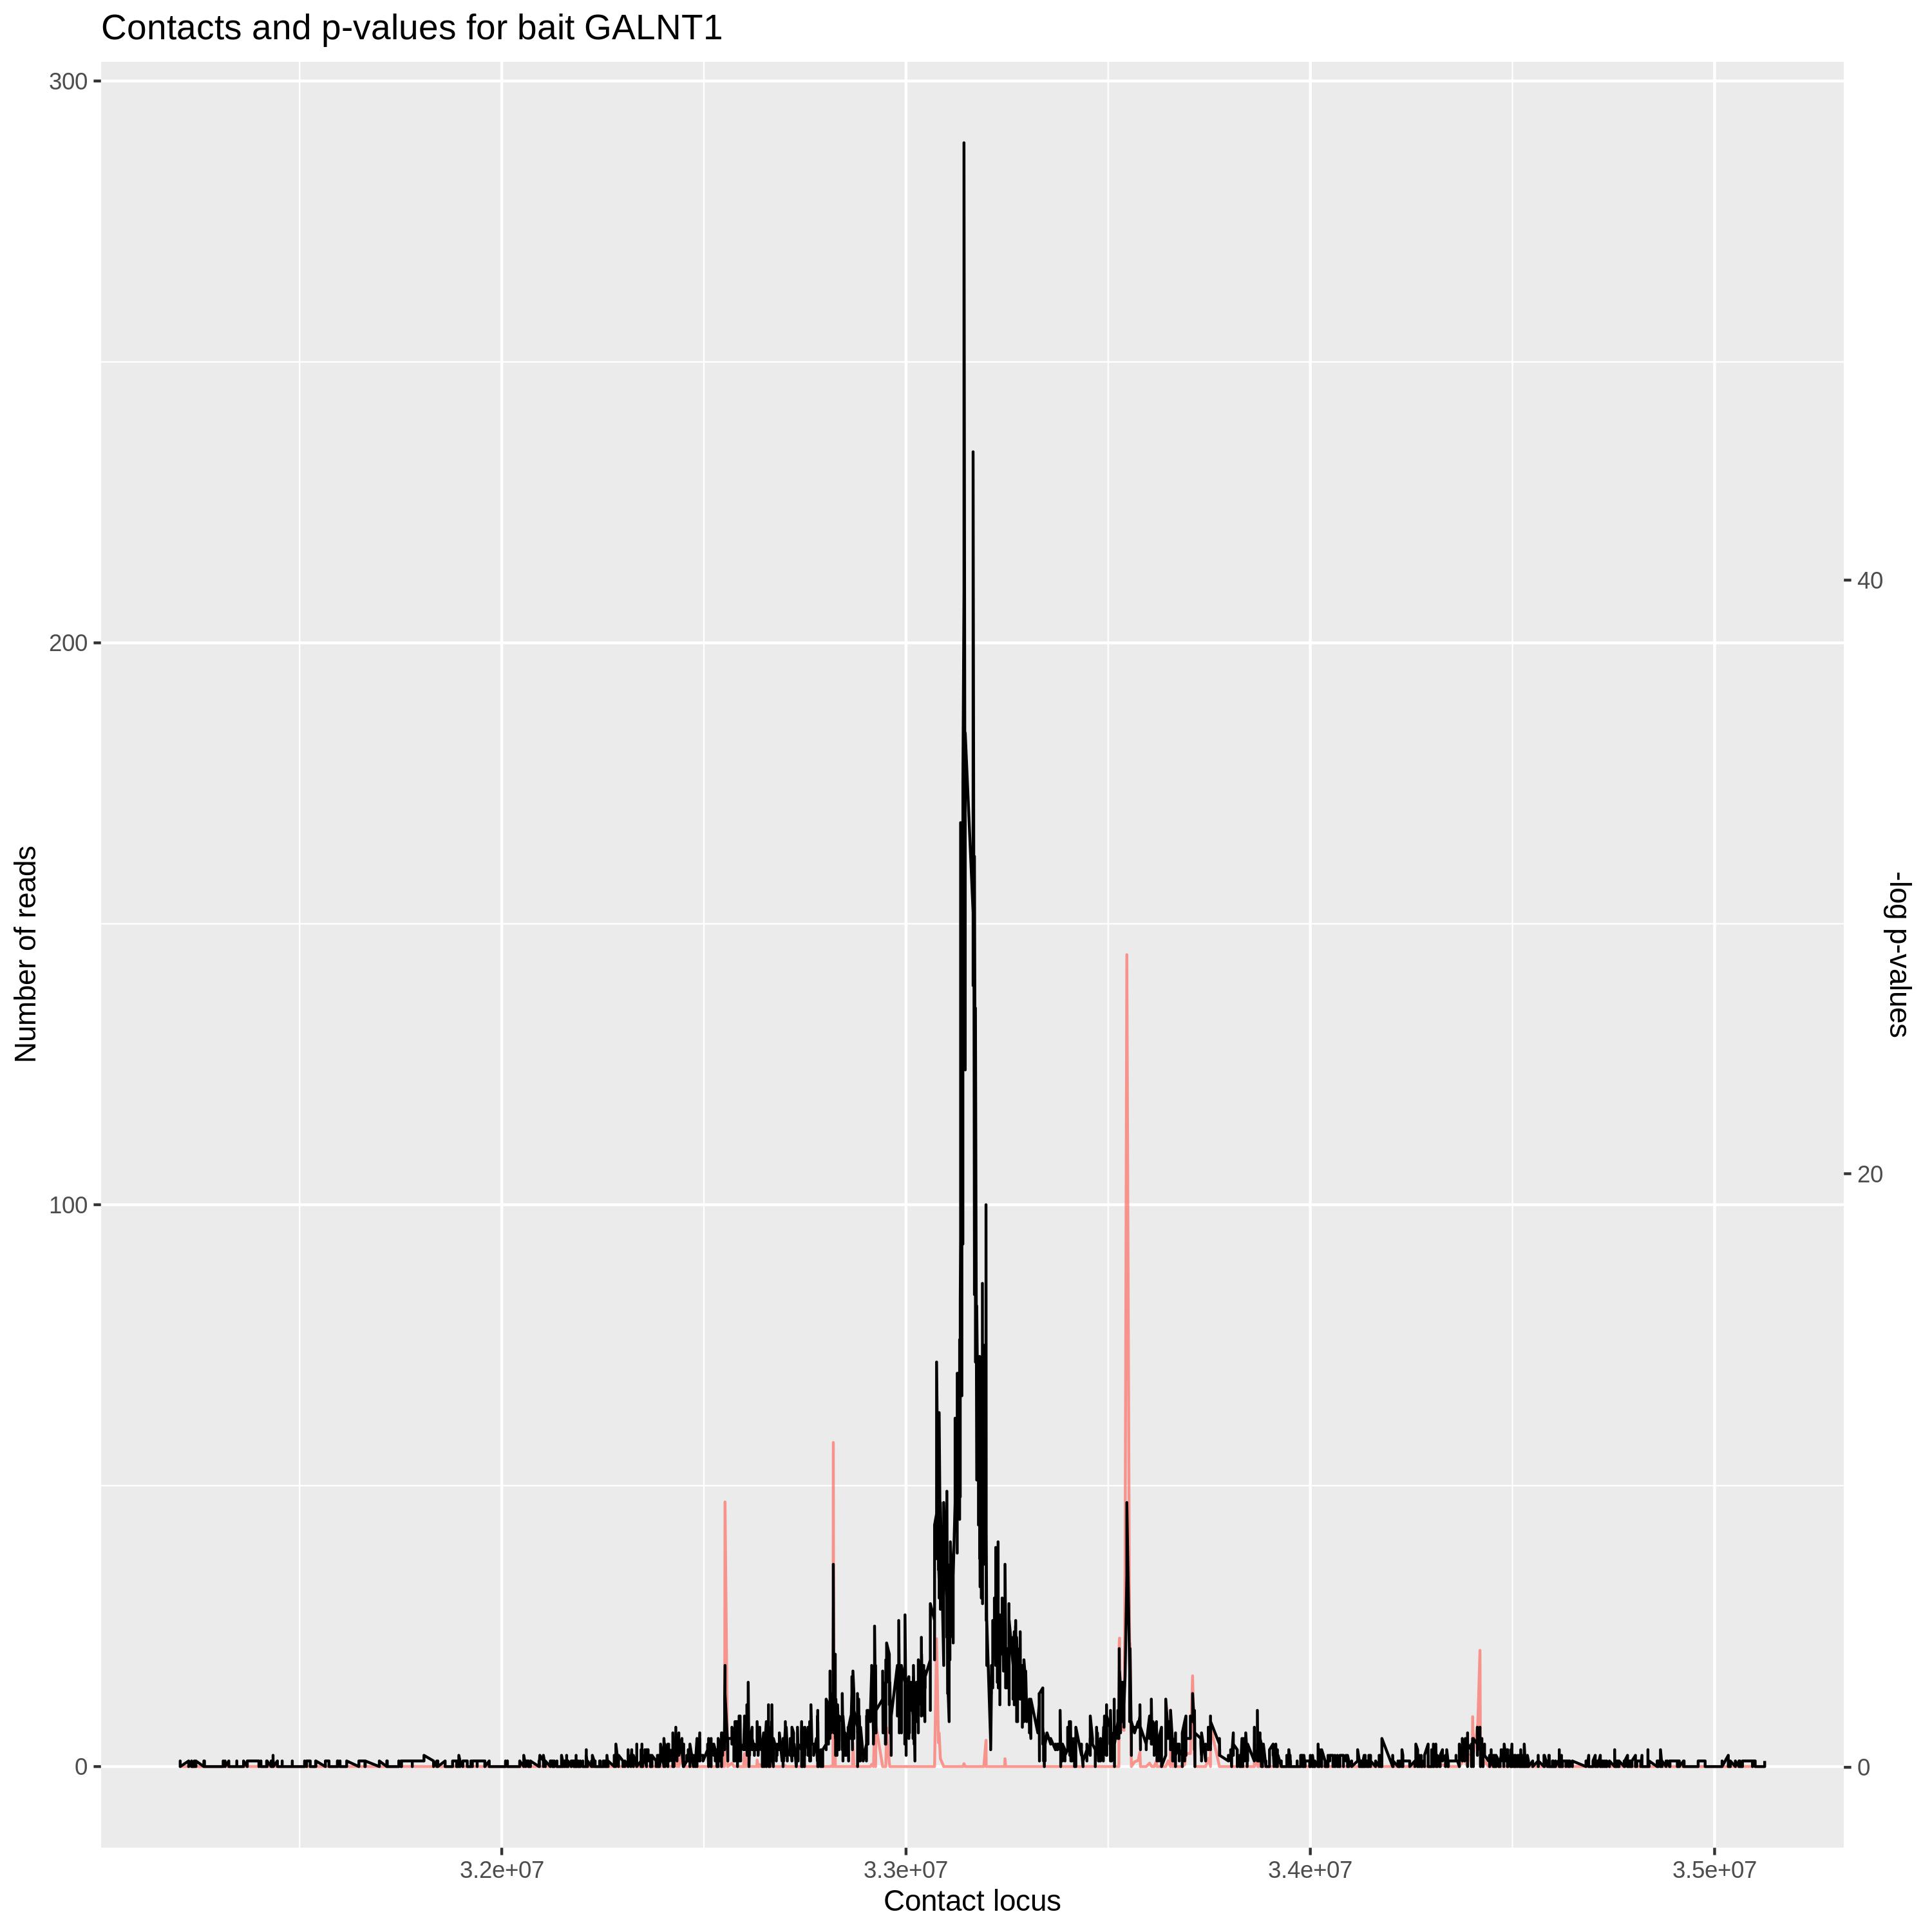 Contacts and p-values for bait GALNT1
300
200
100
0
Number of reads
40
20
0
-log p-values
3.2e+07
3.3e+07
3.4e+07
3.5e+07
Contact locus